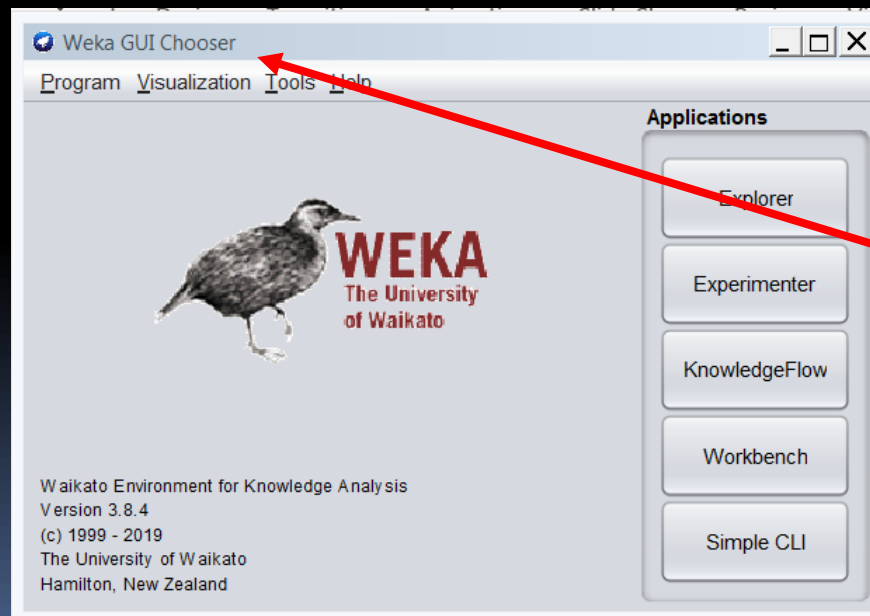 Weka GUI Chooser
Program Visualization Tools Help
Applications
Explorer
Experimenter
KnowledgeFlow
Workbench
Simple CLI
WEKA
The University
of Waikato
Waikato Environment for Knowledge Analysis
Version 3.8.4
(c) 1999 - 2019
The University of Waikato
Hamilton, New Zealand